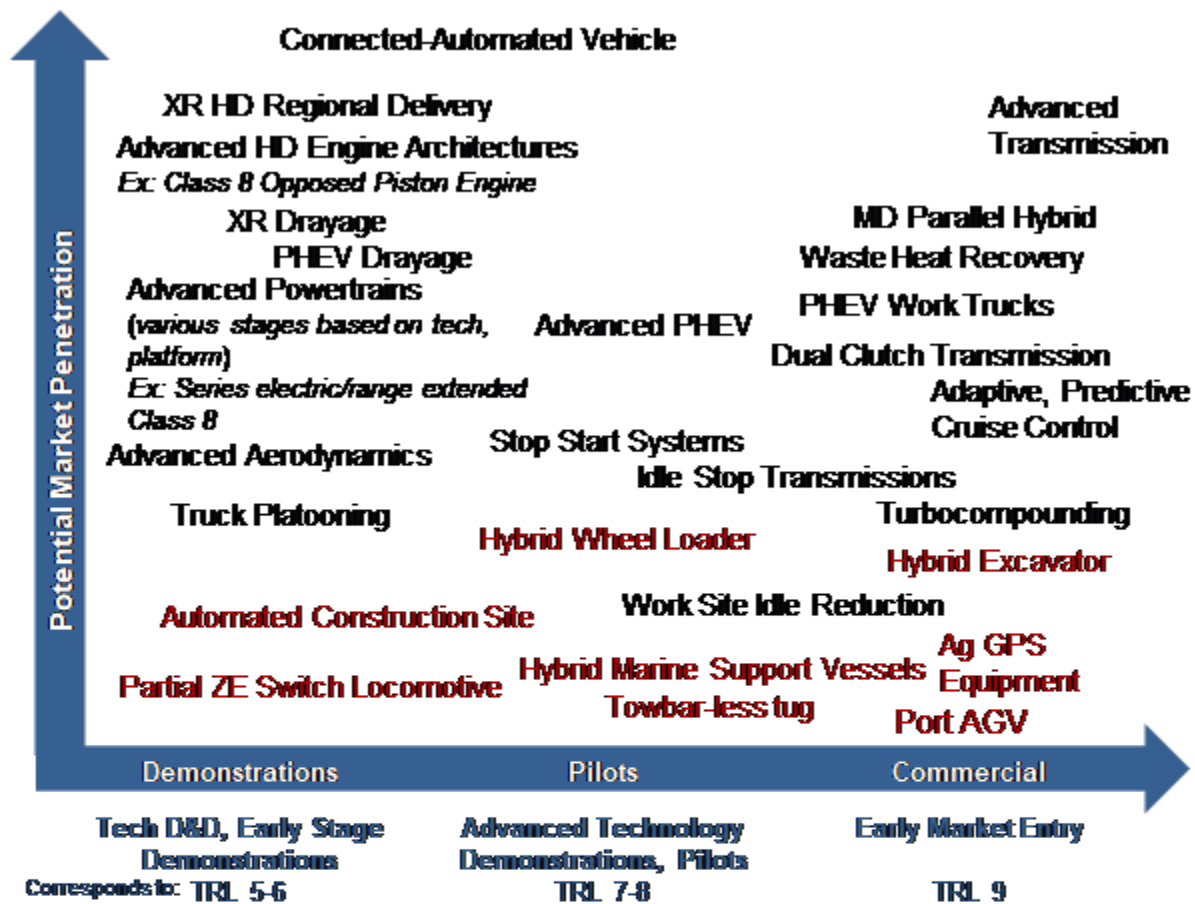 Connected-Automated Vehicle
XR HD Regional Delivery
Advanced
Transmission
Advanced HD Engine Architectures
Ex: Class 8 Opposed Piston Engine
XR Drayage
MD Parallel Hybrid
PHEV Drayage
Waste Heat Recovery
Advanced Powertrains
(various stages based on tech,
platform)
Ex: Series electric/range extended
Class 8
PHEV Work Trucks
Advanced PHEV
Dual Clutch Transmission
Adaptive, Predictive
Cruise Control
Stop Start Systems
Advanced Aerodynamics
Idle Stop Transmissions
Truck Platooning
Turbocompounding
Hybrid Wheel Loader
Hybrid Excavator
Work Site Idle Reduction
Automated Construction Site
Ag GPS
Equipment
Hybrid Marine Support Vessels
Partial ZE Switch Locomotive
Towbar-less tug
Port AGV
Potential Market Penetration
Demonstrations
Pilots
Commercial
Tech D&D, Early Stage
Demonstrations
Advanced Technology
Demonstrations, Pilots
Early Market Entry
Corresponds to: TRL 5-6
TRL 7-8
TRL 9